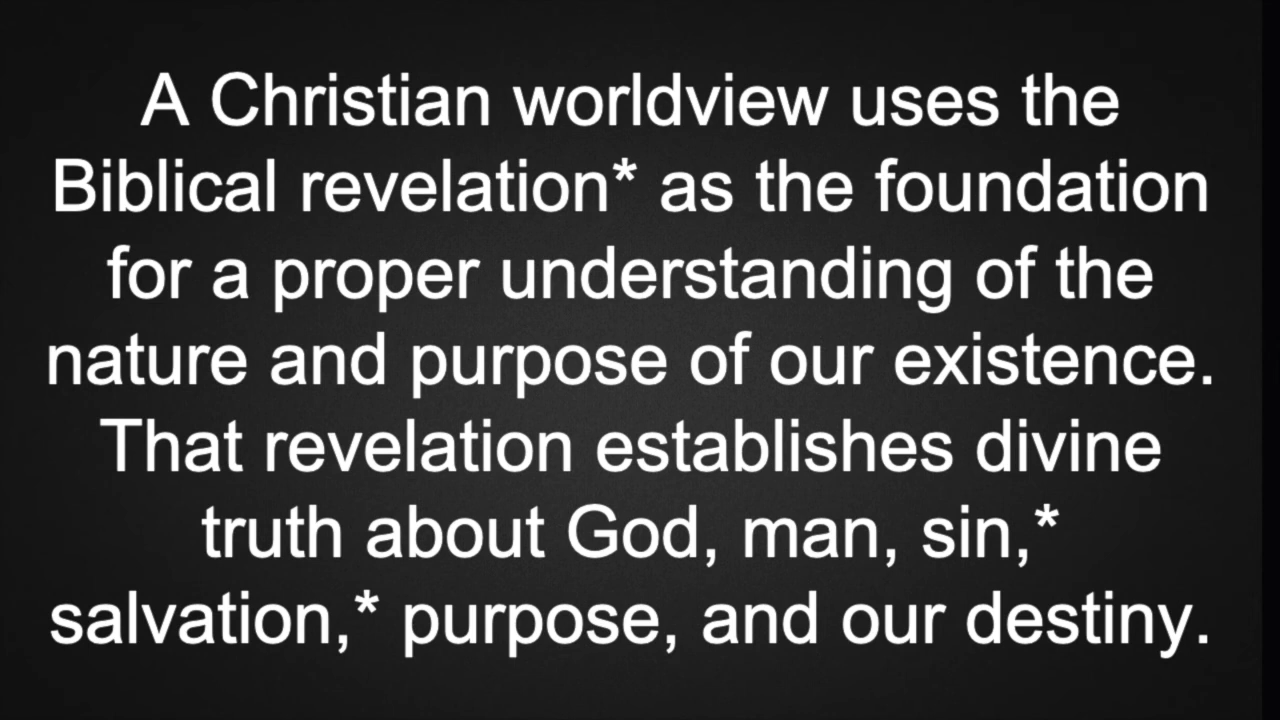 A Christian worldview uses the
Biblical revelation* as the foundation
for a proper understanding of the
nature and purpose of our existence.
That revelation establishes divine
truth about God, man, sin,*
salvation,* purpose, and our destiny.